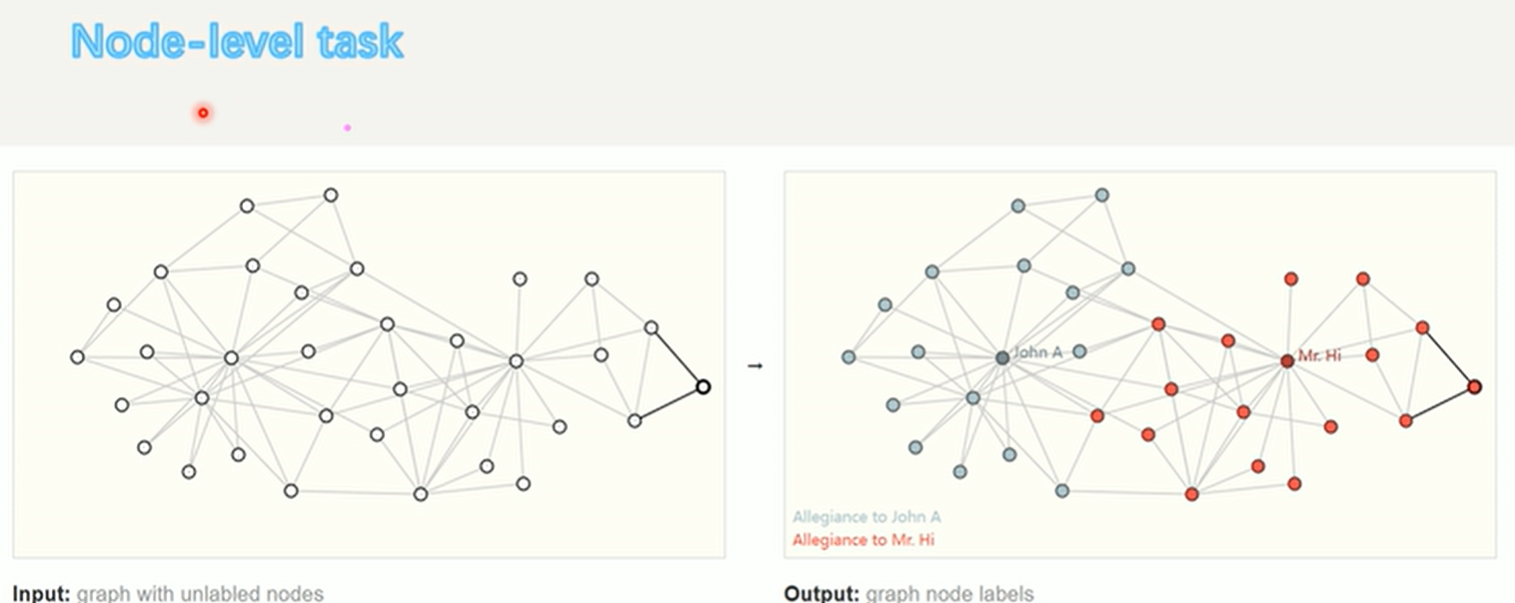 Node-level task
John A
Mr. Hi
→
Allegiance to John A
Allegiance to Mr. Hi
Input: graph with unlabled nodes
Output: graph node labels